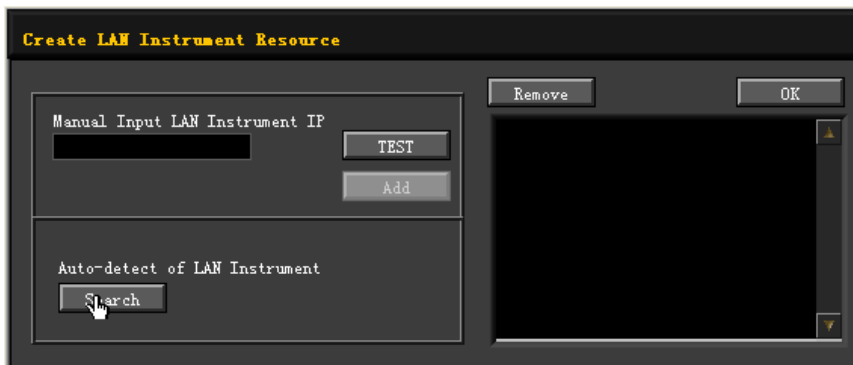 Create LAN Instrument Resource
Manual Input LAN Instrument IP
TEST
Add
Auto-detect of LAN Instrument
Search
Remove
OK